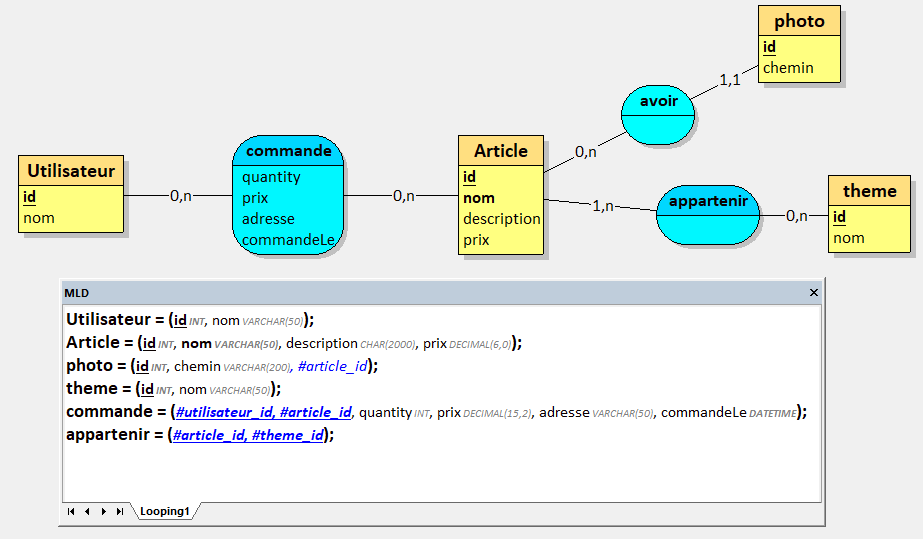 photo
id
chemin
1,1
avoir
0,n
Utilisateur
id
nom
0,n
commande
quantity
prix
adresse
commandeLe
0,n
Article
id
nom
description
prix
1,n
appartenir
0,n
theme
id
nom
MLD
Utilisateur = (id INT, nom VARCHAR(50));
Article = (id INT, nom VARCHAR(50), description CHAR(2000), prix DECIMAL(6,0));
photo = (id INT, chemin VARCHAR(200), #article_id);
theme = (id INT, nom VARCHAR(50));
commande = (#utilisateur_id, #article_id, quantity INT, prix DECIMAL(15,2), adresse VARCHAR(50), commandeLe DATETIME);
appartenir = (#article_id, #theme_id);
Looping1